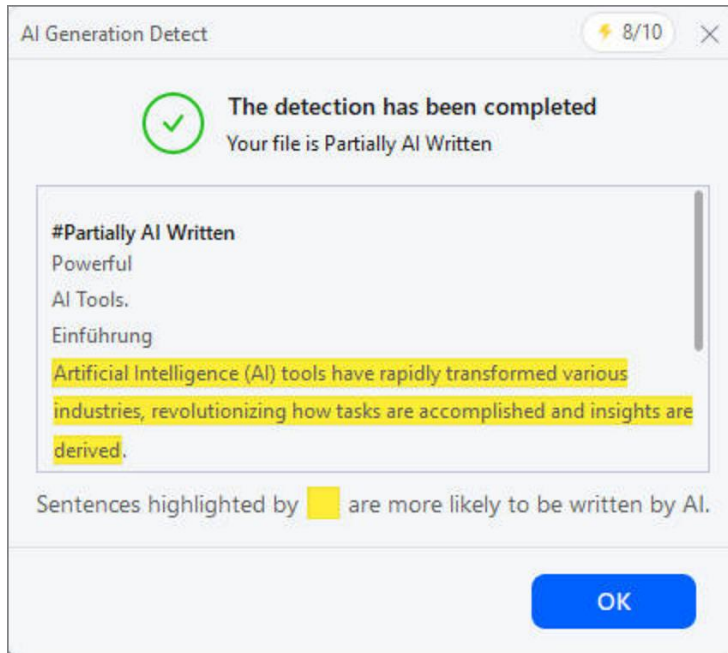 AI Generation Detect
8/10
The detection has been completed
Your file is Partially AI Written
#Partially AI Written
Powerful
AI Tools.
Einführung
Artificial Intelligence (AI) tools have rapidly transformed various
industries, revolutionizing how tasks are accomplished and insights are
derived.
Sentences highlighted by are more likely to be written by AI.
OK